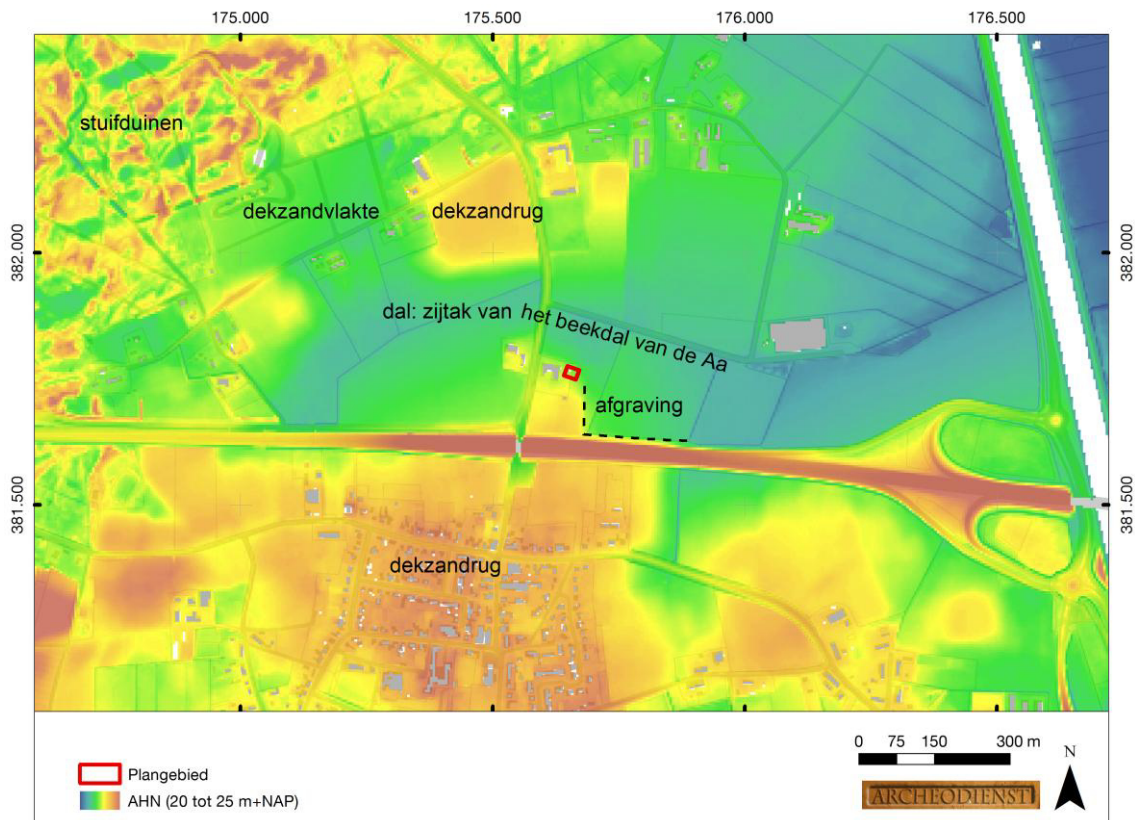 175.000 175.500 176.000 176.500
stuifduinen
dekzandvlakte
dekzandrug
382.000 382.000
dal: zijtak van het beekdal van de Aa
afgraving
381.500 381.500
dekzandrug
0 75 150 300 m
N
Plangebied
AHN (20 tot 25 m+NAP)
ARCHEODIENST